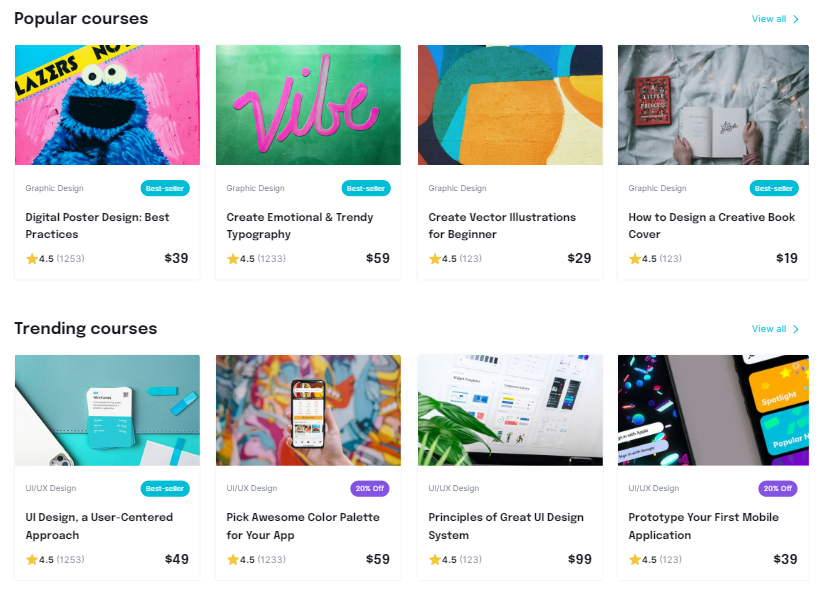 Popular courses
View all
LAZERS NO
Vibe
A LITTLE PRINCESS
Graphic Design
Best-seller
Graphic Design
Best-seller
Graphic Design
Graphic Design
Best-seller
Digital Poster Design: Best
Practices
Create Emotional & Trendy
Typography
Create Vector Illustrations
for Beginner
How to Design a Creative Book
Cover
4.5 (1253)
$39
4.5 (1233)
$59
4.5 (123)
$29
4.5 (123)
$19
Trending courses
View all
Spotlight
Popular
UI/UX Design
Best-seller
UI/UX Design
20% Off
UI/UX Design
UI/UX Design
20% Off
UI Design, a User-Centered
Approach
Pick Awesome Color Palette
for Your App
Principles of Great UI Design
System
Prototype Your First Mobile
Application
4.5 (1253)
$49
4.5 (1233)
$59
4.5 (123)
$99
4.5 (123)
$39